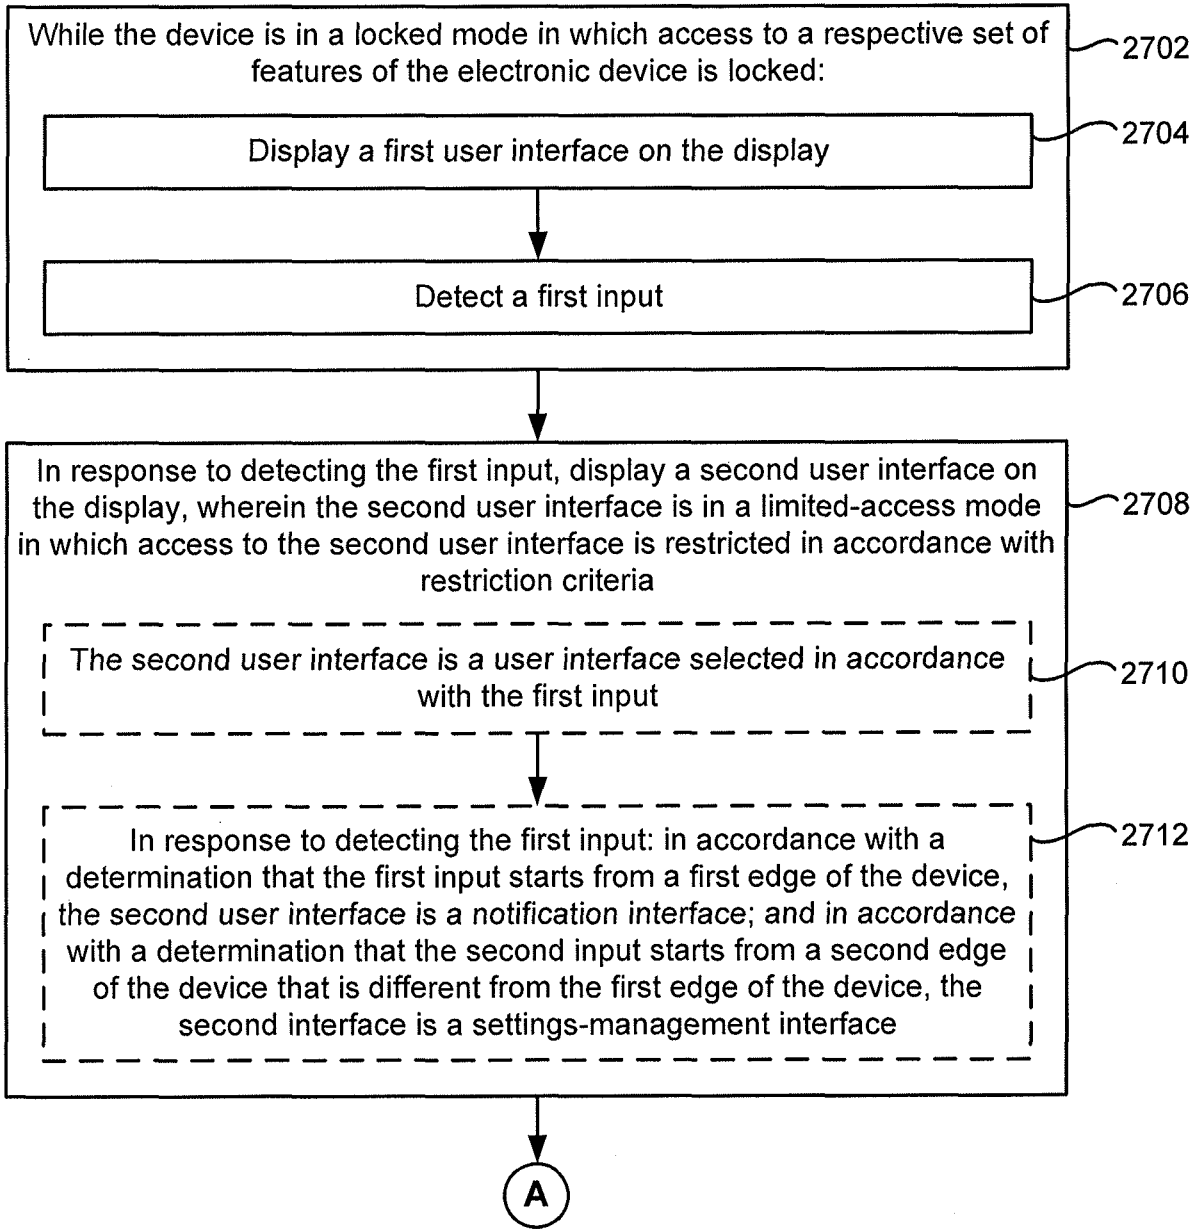 While the device is in a locked mode in which access to a respective set of
features of the electronic device is locked:
2702
Display a first user interface on the display
2704
Detect a first input
2706
In response to detecting the first input, display a second user interface on
the display, wherein the second user interface is in a limited-access mode
in which access to the second user interface is restricted in accordance with
restriction criteria
2708
The second user interface is a user interface selected in accordance
with the first input
2710
In response to detecting the first input: in accordance with a
determination that the first input starts from a first edge of the device,
the second user interface is a notification interface; and in accordance
with a determination that the second input starts from a second edge
of the device that is different from the first edge of the device, the
second interface is a settings-management interface
2712
A